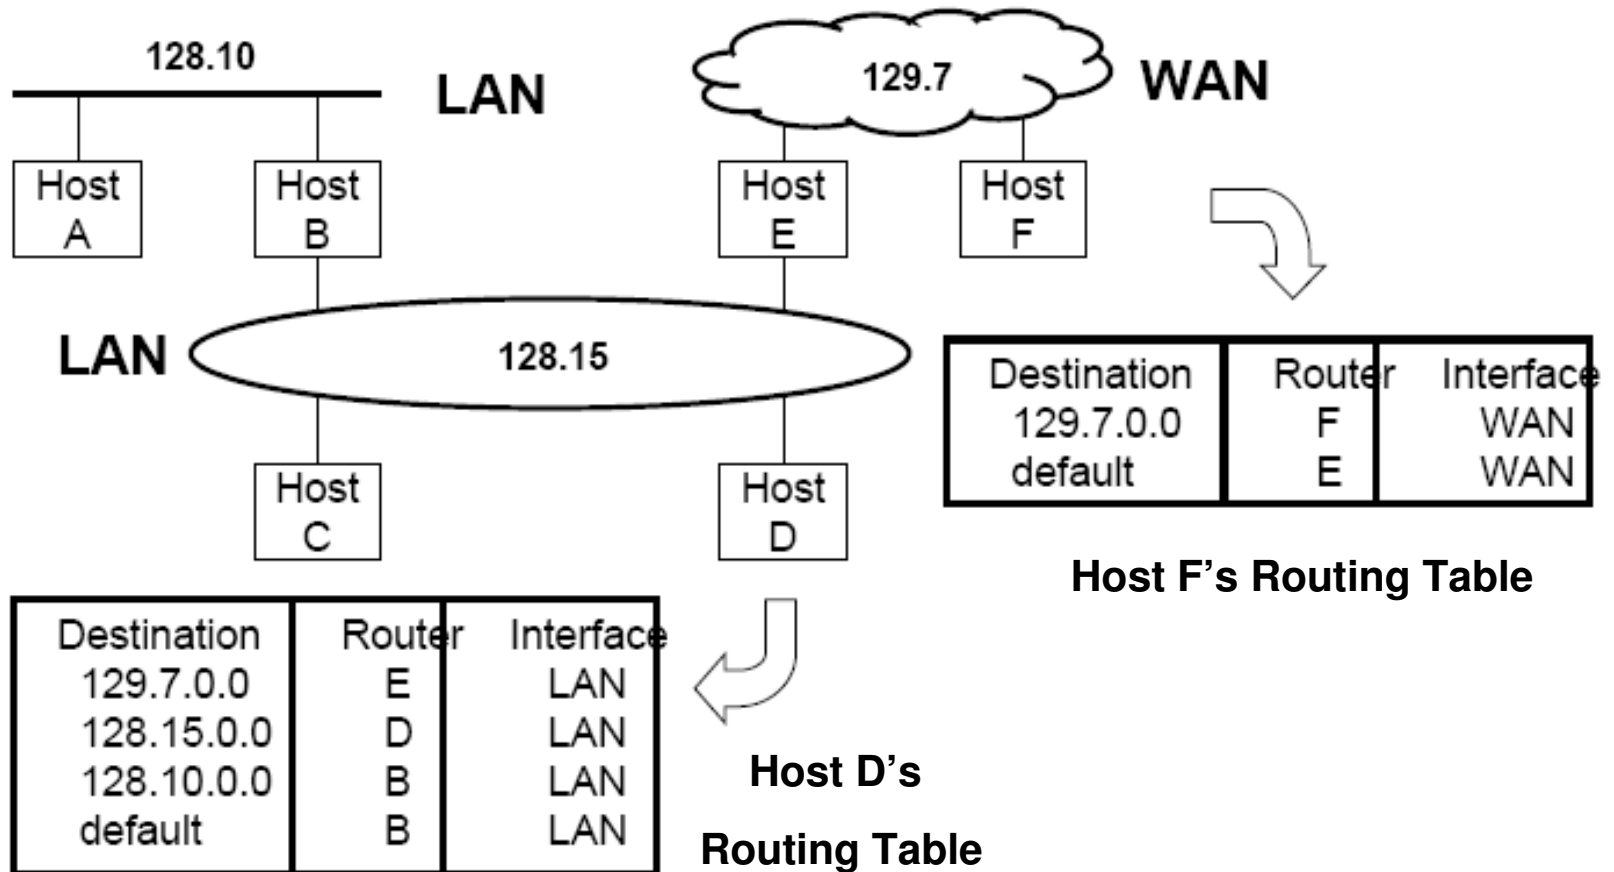 128.10
LAN
129.7
WAN
Host
A
Host
B
Host
E
Host
F
LAN
128.15
Host
C
Host
D
Destination Router Interface
129.7.0.0 F WAN
default E WAN
Host F’s Routing Table
Destination Router Interface
129.7.0.0 E LAN
128.15.0.0 D LAN
128.10.0.0 B LAN
default B LAN
Host D’s
Routing Table